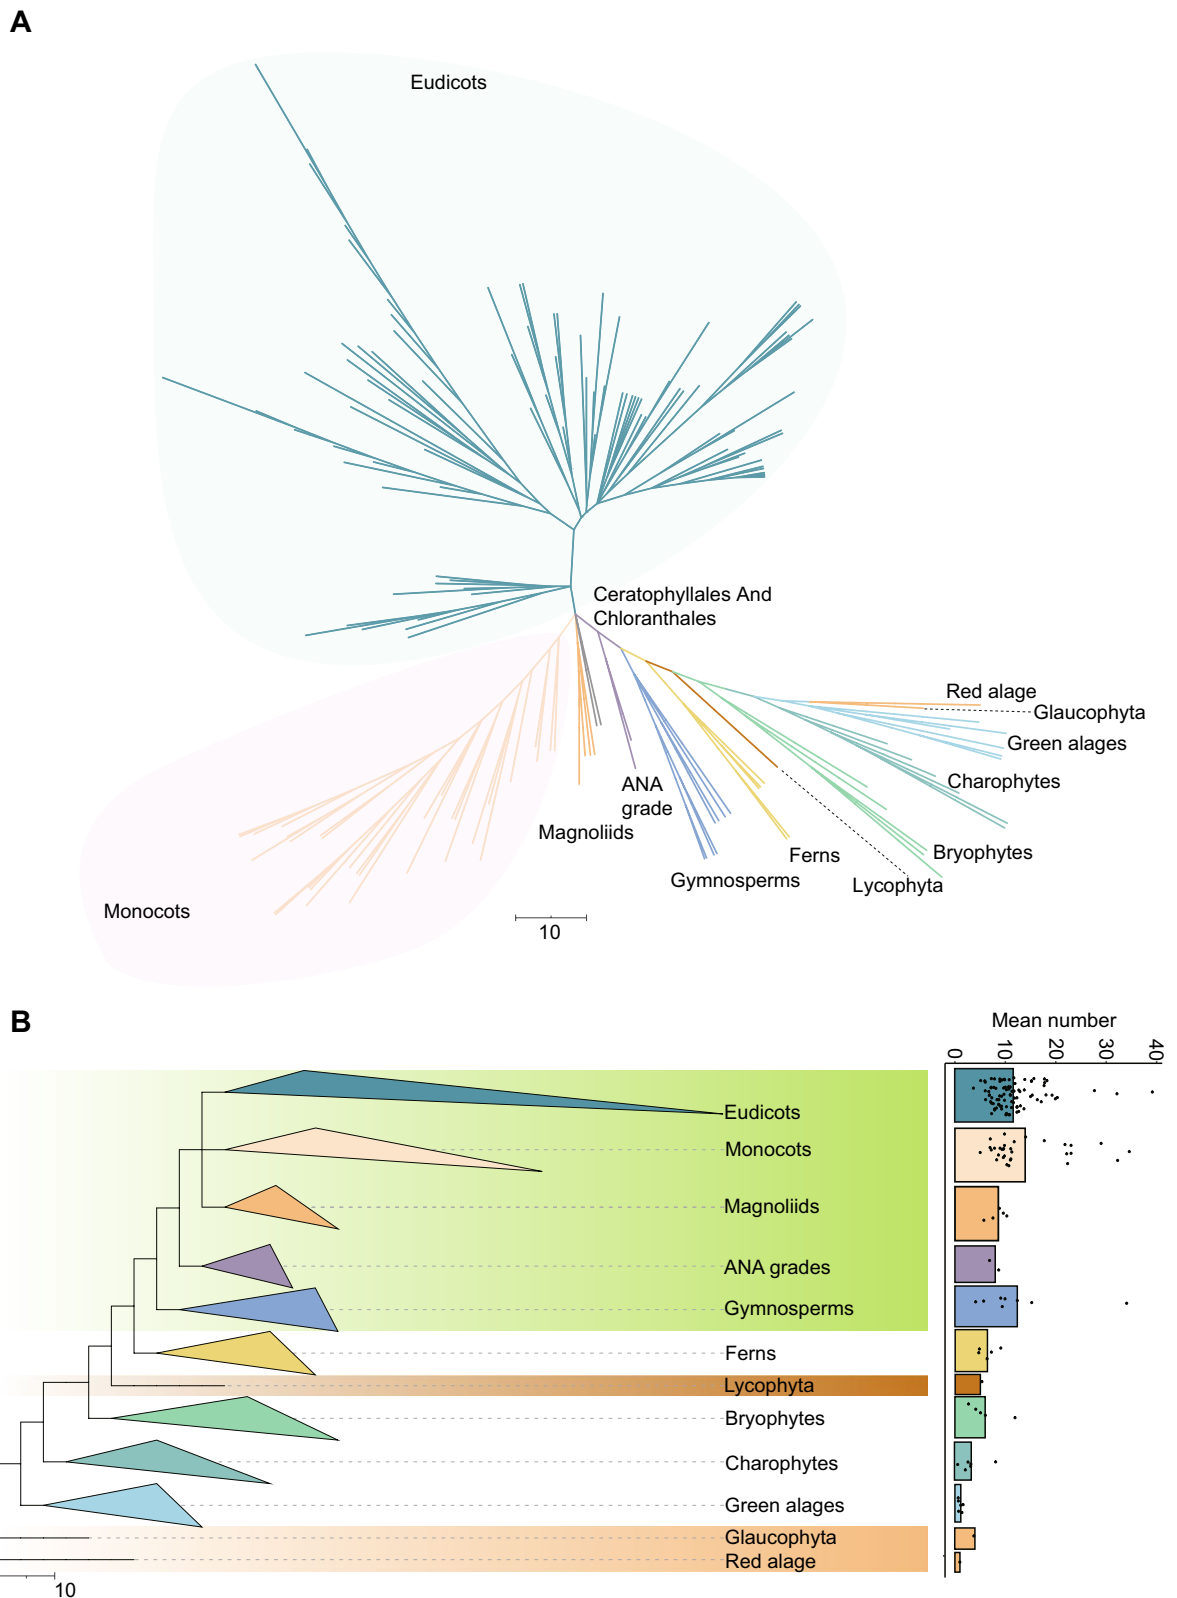 A
Eudicots
Ceratophyllales And
Chloranthales
Red alage
Glaucophyta
Green alages
Charophytes
ANA
grade
Magnoliids
Bryophytes
Ferns
Gymnosperms
Lycophyta
Monocots
10
B
Mean number
0 10 20 30 40
Eudicots
Monocots
Magnoliids
ANA grades
Gymnosperms
Ferns
Lycophyta
Bryophytes
Charophytes
Green alages
Glaucophyta
Red alage
10